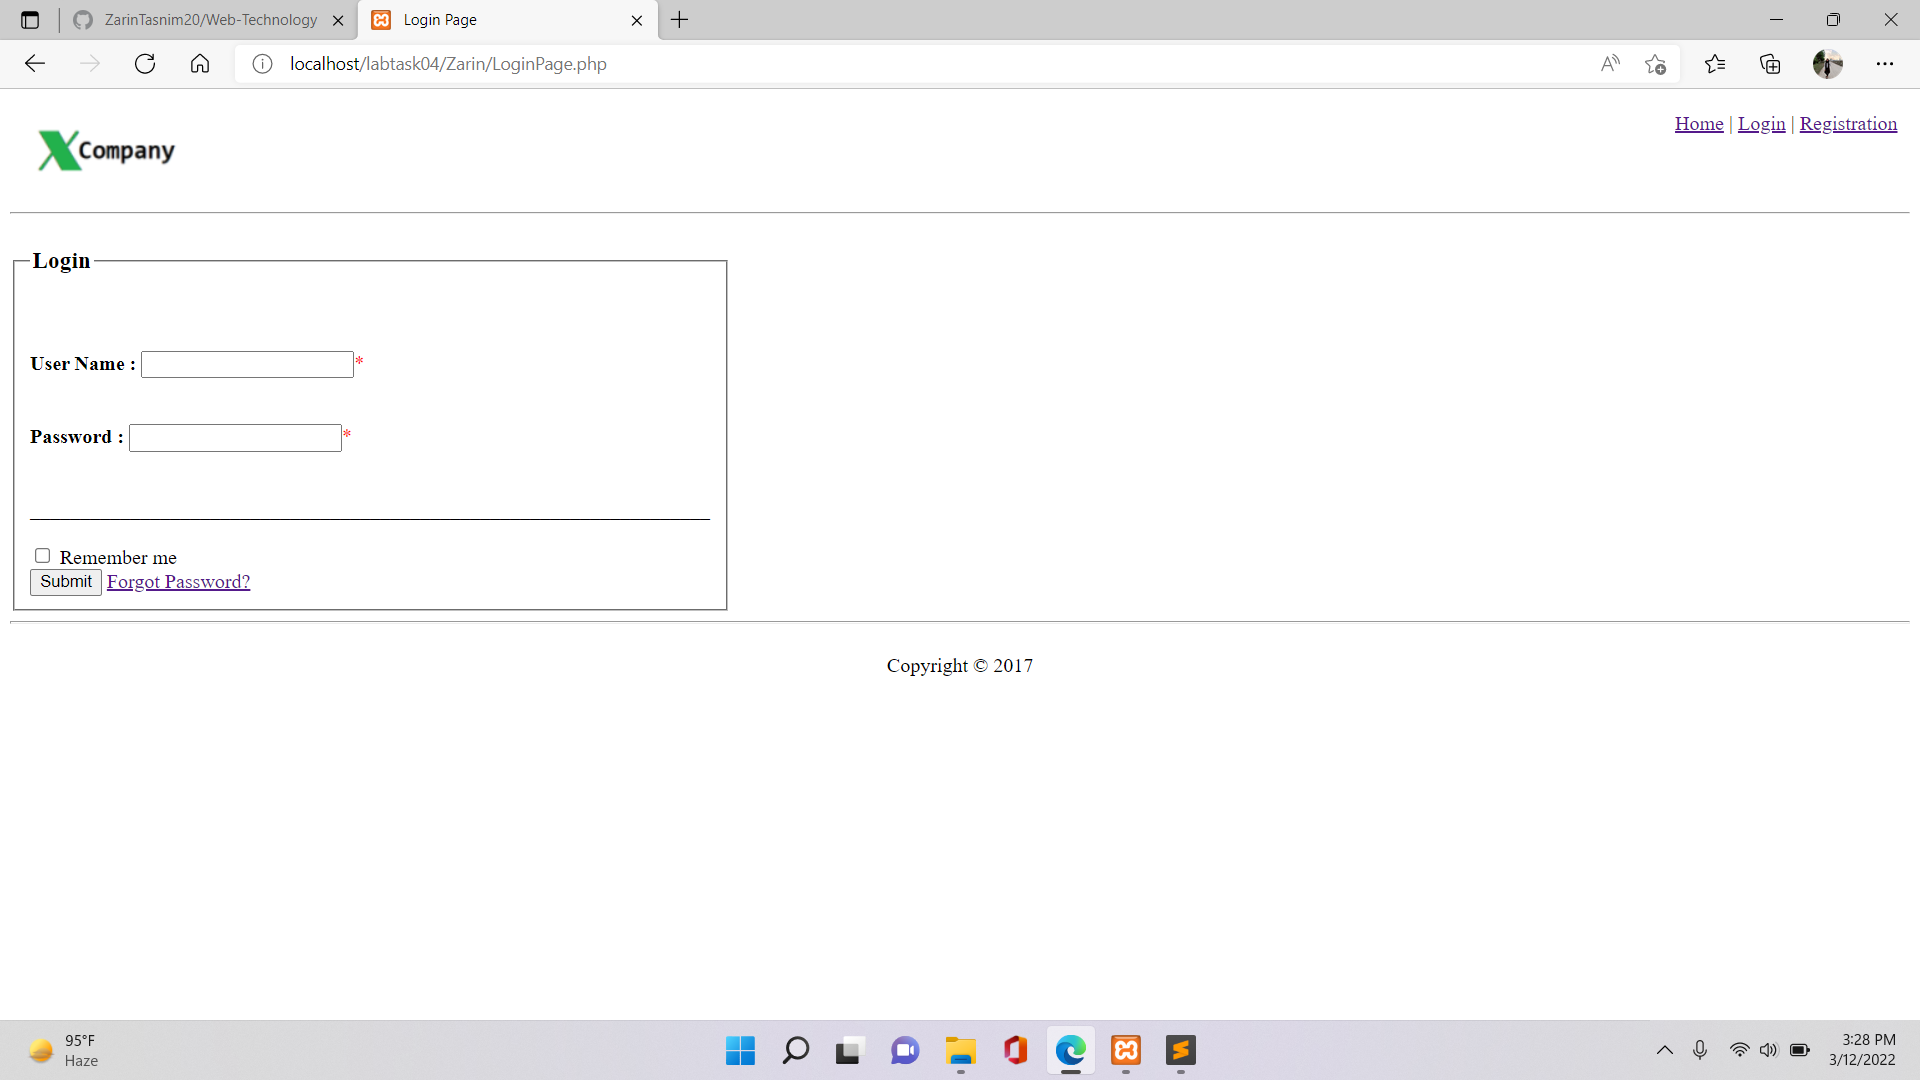 ZarinTasnim20/Web-Technology
Login Page
localhost/labtask04/Zarin/LoginPage.php
XCompany
Home | Login | Registration
Login
User Name : *
Password : *
Remember me
Submit Forgot Password?
Copyright © 2017
95°F
Haze
3:28 PM
3/12/2022